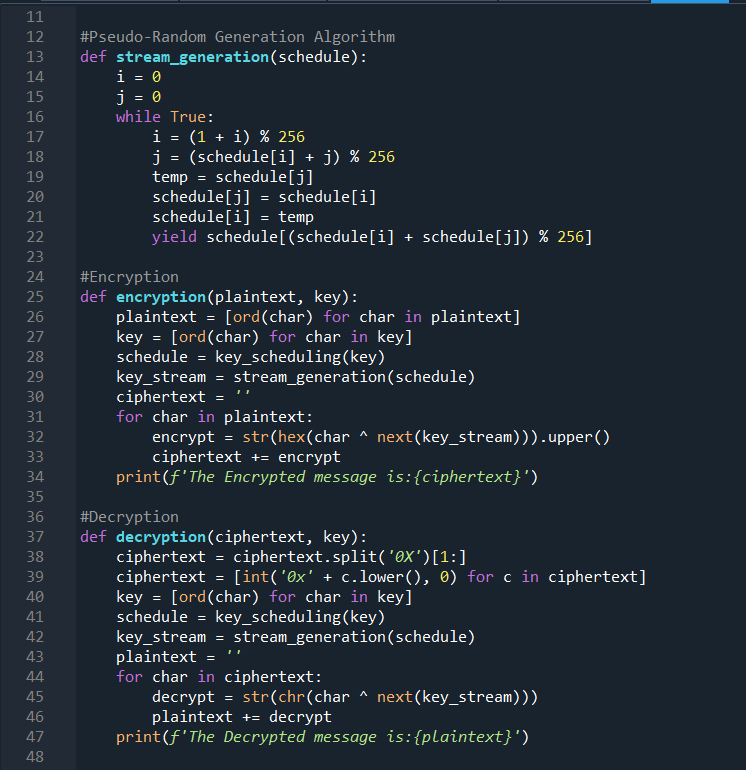 11
12 #Pseudo-Random Generation Algorithm
13 def stream_generation(schedule):
14     i = 0
15     j = 0
16     while True:
17         i = (1 + i) % 256
18         j = (schedule[i] + j) % 256
19         temp = schedule[j]
20         schedule[j] = schedule[i]
21         schedule[i] = temp
22         yield schedule[(schedule[i] + schedule[j]) % 256]
23
24 #Encryption
25 def encryption(plaintext, key):
26     plaintext = [ord(char) for char in plaintext]
27     key = [ord(char) for char in key]
28     schedule = key_scheduling(key)
29     key_stream = stream_generation(schedule)
30     ciphertext = ''
31     for char in plaintext:
32         encrypt = str(hex(char ^ next(key_stream))).upper()
33         ciphertext += encrypt
34     print(f'The Encrypted message is:{ciphertext}')
35
36 #Decryption
37 def decryption(ciphertext, key):
38     ciphertext = ciphertext.split('0X')[1:]
39     ciphertext = [int('0x' + c.lower(), 0) for c in ciphertext]
40     key = [ord(char) for char in key]
41     schedule = key_scheduling(key)
42     key_stream = stream_generation(schedule)
43     plaintext = ''
44     for char in ciphertext:
45         decrypt = str(chr(char ^ next(key_stream)))
46         plaintext += decrypt
47     print(f'The Decrypted message is:{plaintext}')
48